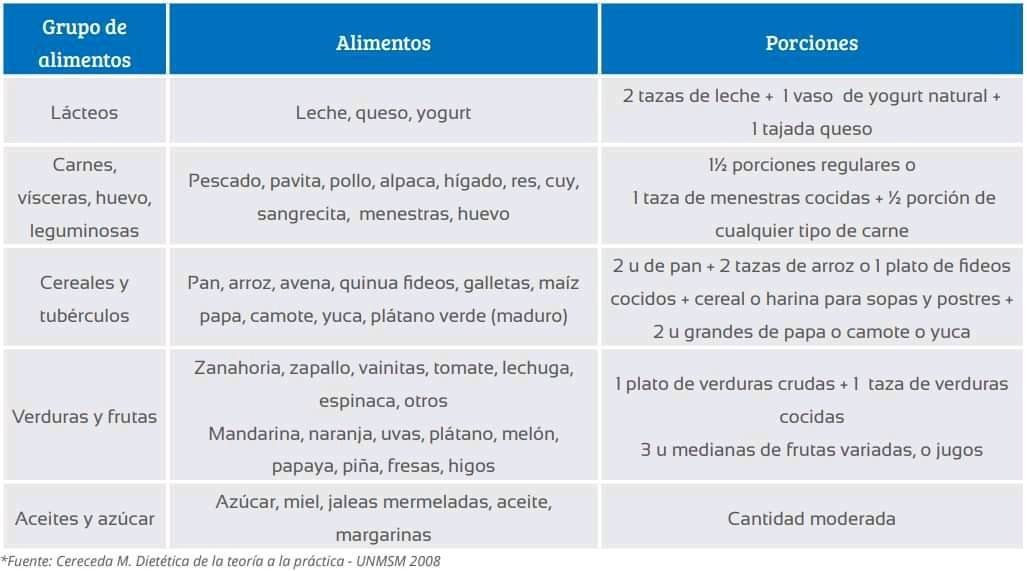 Grupo de
alimentos
Alimentos
Porciones
Lácteos
Leche, queso, yogurt
2 tazas de leche + 1 vaso de yogurt natural +
1 tajada queso
Carnes,
vísceras, huevo,
leguminosas
Pescado, pavita, pollo, alpaca, hígado, res, cuy,
sangrecita, menestras, huevo
1½ porciones regulares o
1 taza de menestras cocidas + ½ porción de
cualquier tipo de carne
Cereales y
tubérculos
Pan, arroz, avena, quinua fideos, galletas, maíz
papa, camote, yuca, plátano verde (maduro)
2 u de pan + 2 tazas de arroz o 1 plato de fideos
cocidos + cereal o harina para sopas y postres +
2 u grandes de papa o camote o yuca
Verduras y frutas
Zanahoria, zapallo, vainitas, tomate, lechuga,
espinaca, otros
Mandarina, naranja, uvas, plátano, melón,
papaya, piña, fresas, higos
1 plato de verduras crudas + 1 taza de verduras
cocidas
3 u medianas de frutas variadas, o jugos
Aceites y azúcar
Azúcar, miel, jaleas mermeladas, aceite,
margarinas
Cantidad moderada
*Fuente: Cereceda M. Dietética de la teoría a la práctica - UNMSM 2008